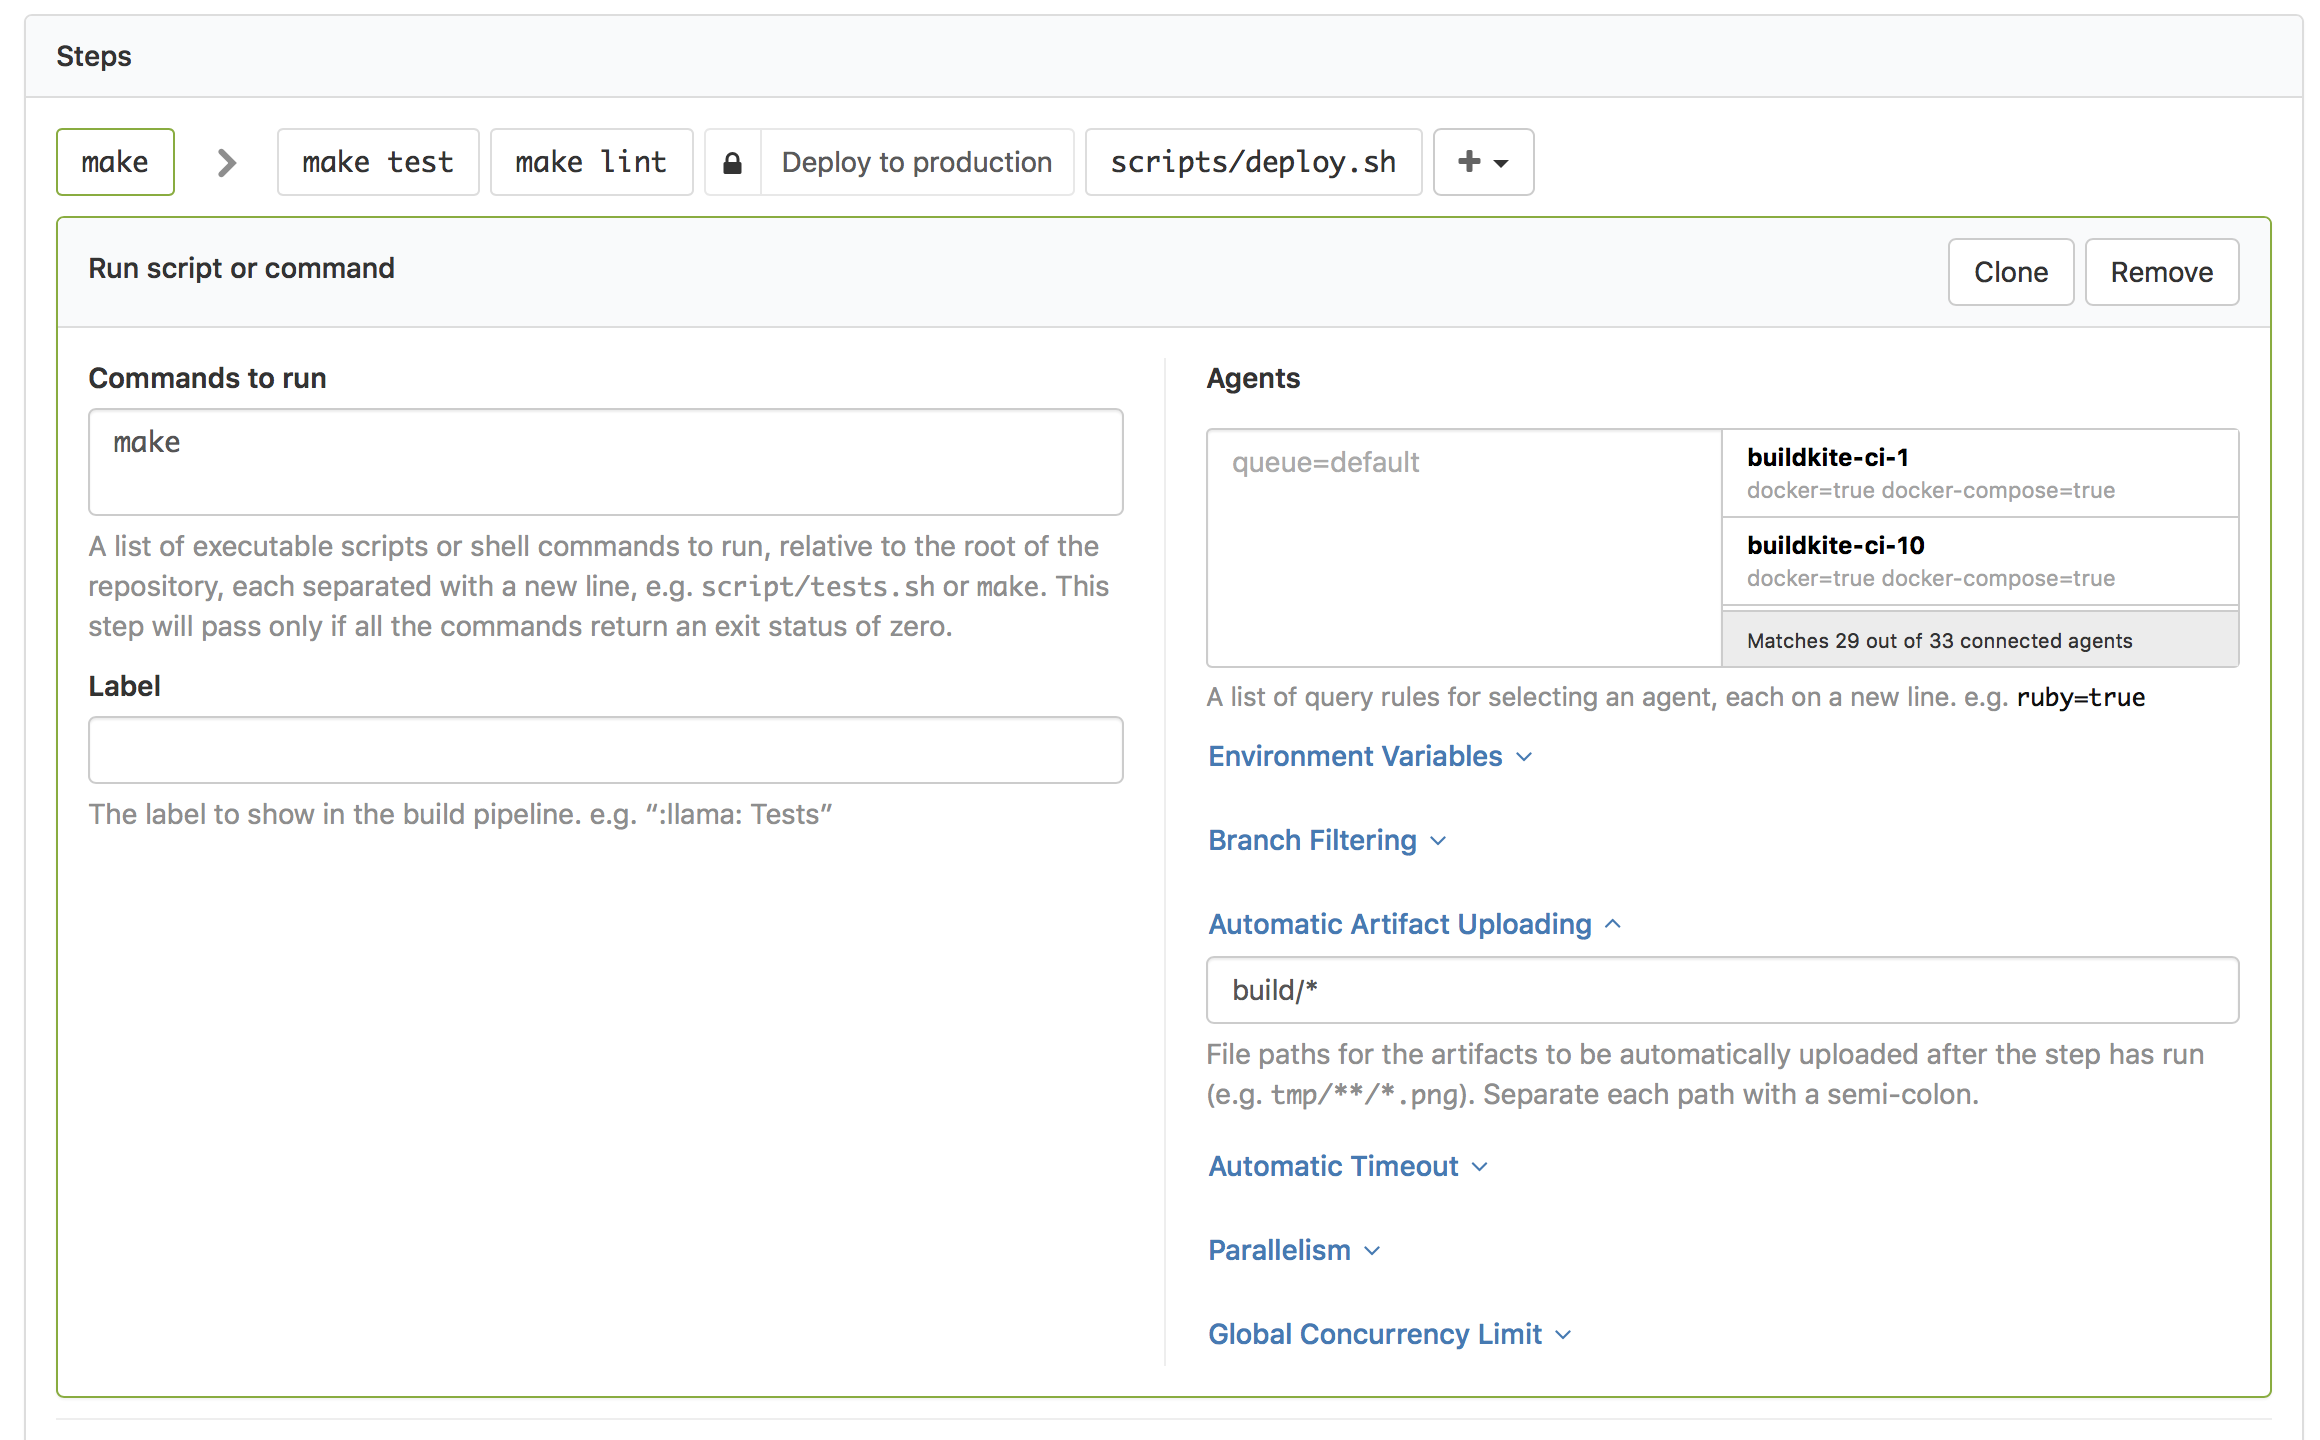 Steps
make
make test
make lint
Deploy to production
scripts/deploy.sh
Run script or command
Clone
Remove
Commands to run
make
A list of executable scripts or shell commands to run, relative to the root of the
repository, each separated with a new line, e.g. script/tests.sh or make. This
step will pass only if all the commands return an exit status of zero.
Label
The label to show in the build pipeline. e.g. “:llama: Tests”
Agents
queue=default
buildkite-ci-1
docker=true docker-compose=true
buildkite-ci-10
docker=true docker-compose=true
Matches 29 out of 33 connected agents
A list of query rules for selecting an agent, each on a new line. e.g. ruby=true
Environment Variables
Branch Filtering
Automatic Artifact Uploading
build/*
File paths for the artifacts to be automatically uploaded after the step has run
(e.g. tmp/**/*.png). Separate each path with a semi-colon.
Automatic Timeout
Parallelism
Global Concurrency Limit